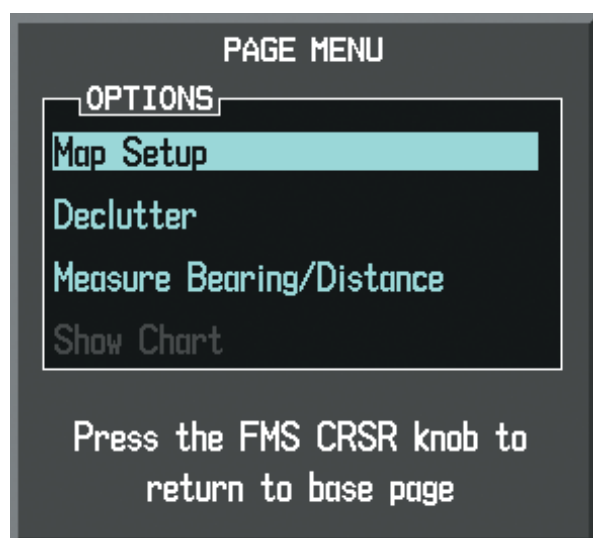 PAGE MENU
OPTIONS
Map Setup
Declutter
Measure Bearing/Distance
Show Chart
Press the FMS CRSR knob to
return to base page